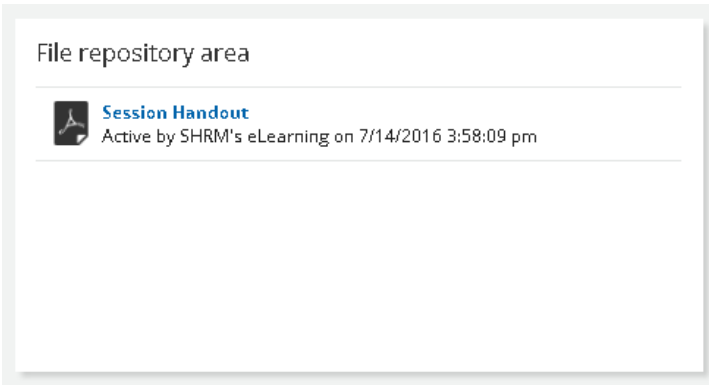 File repository area
Session Handout
Active by SHRM's eLearning on 7/14/2016 3:58:09 pm